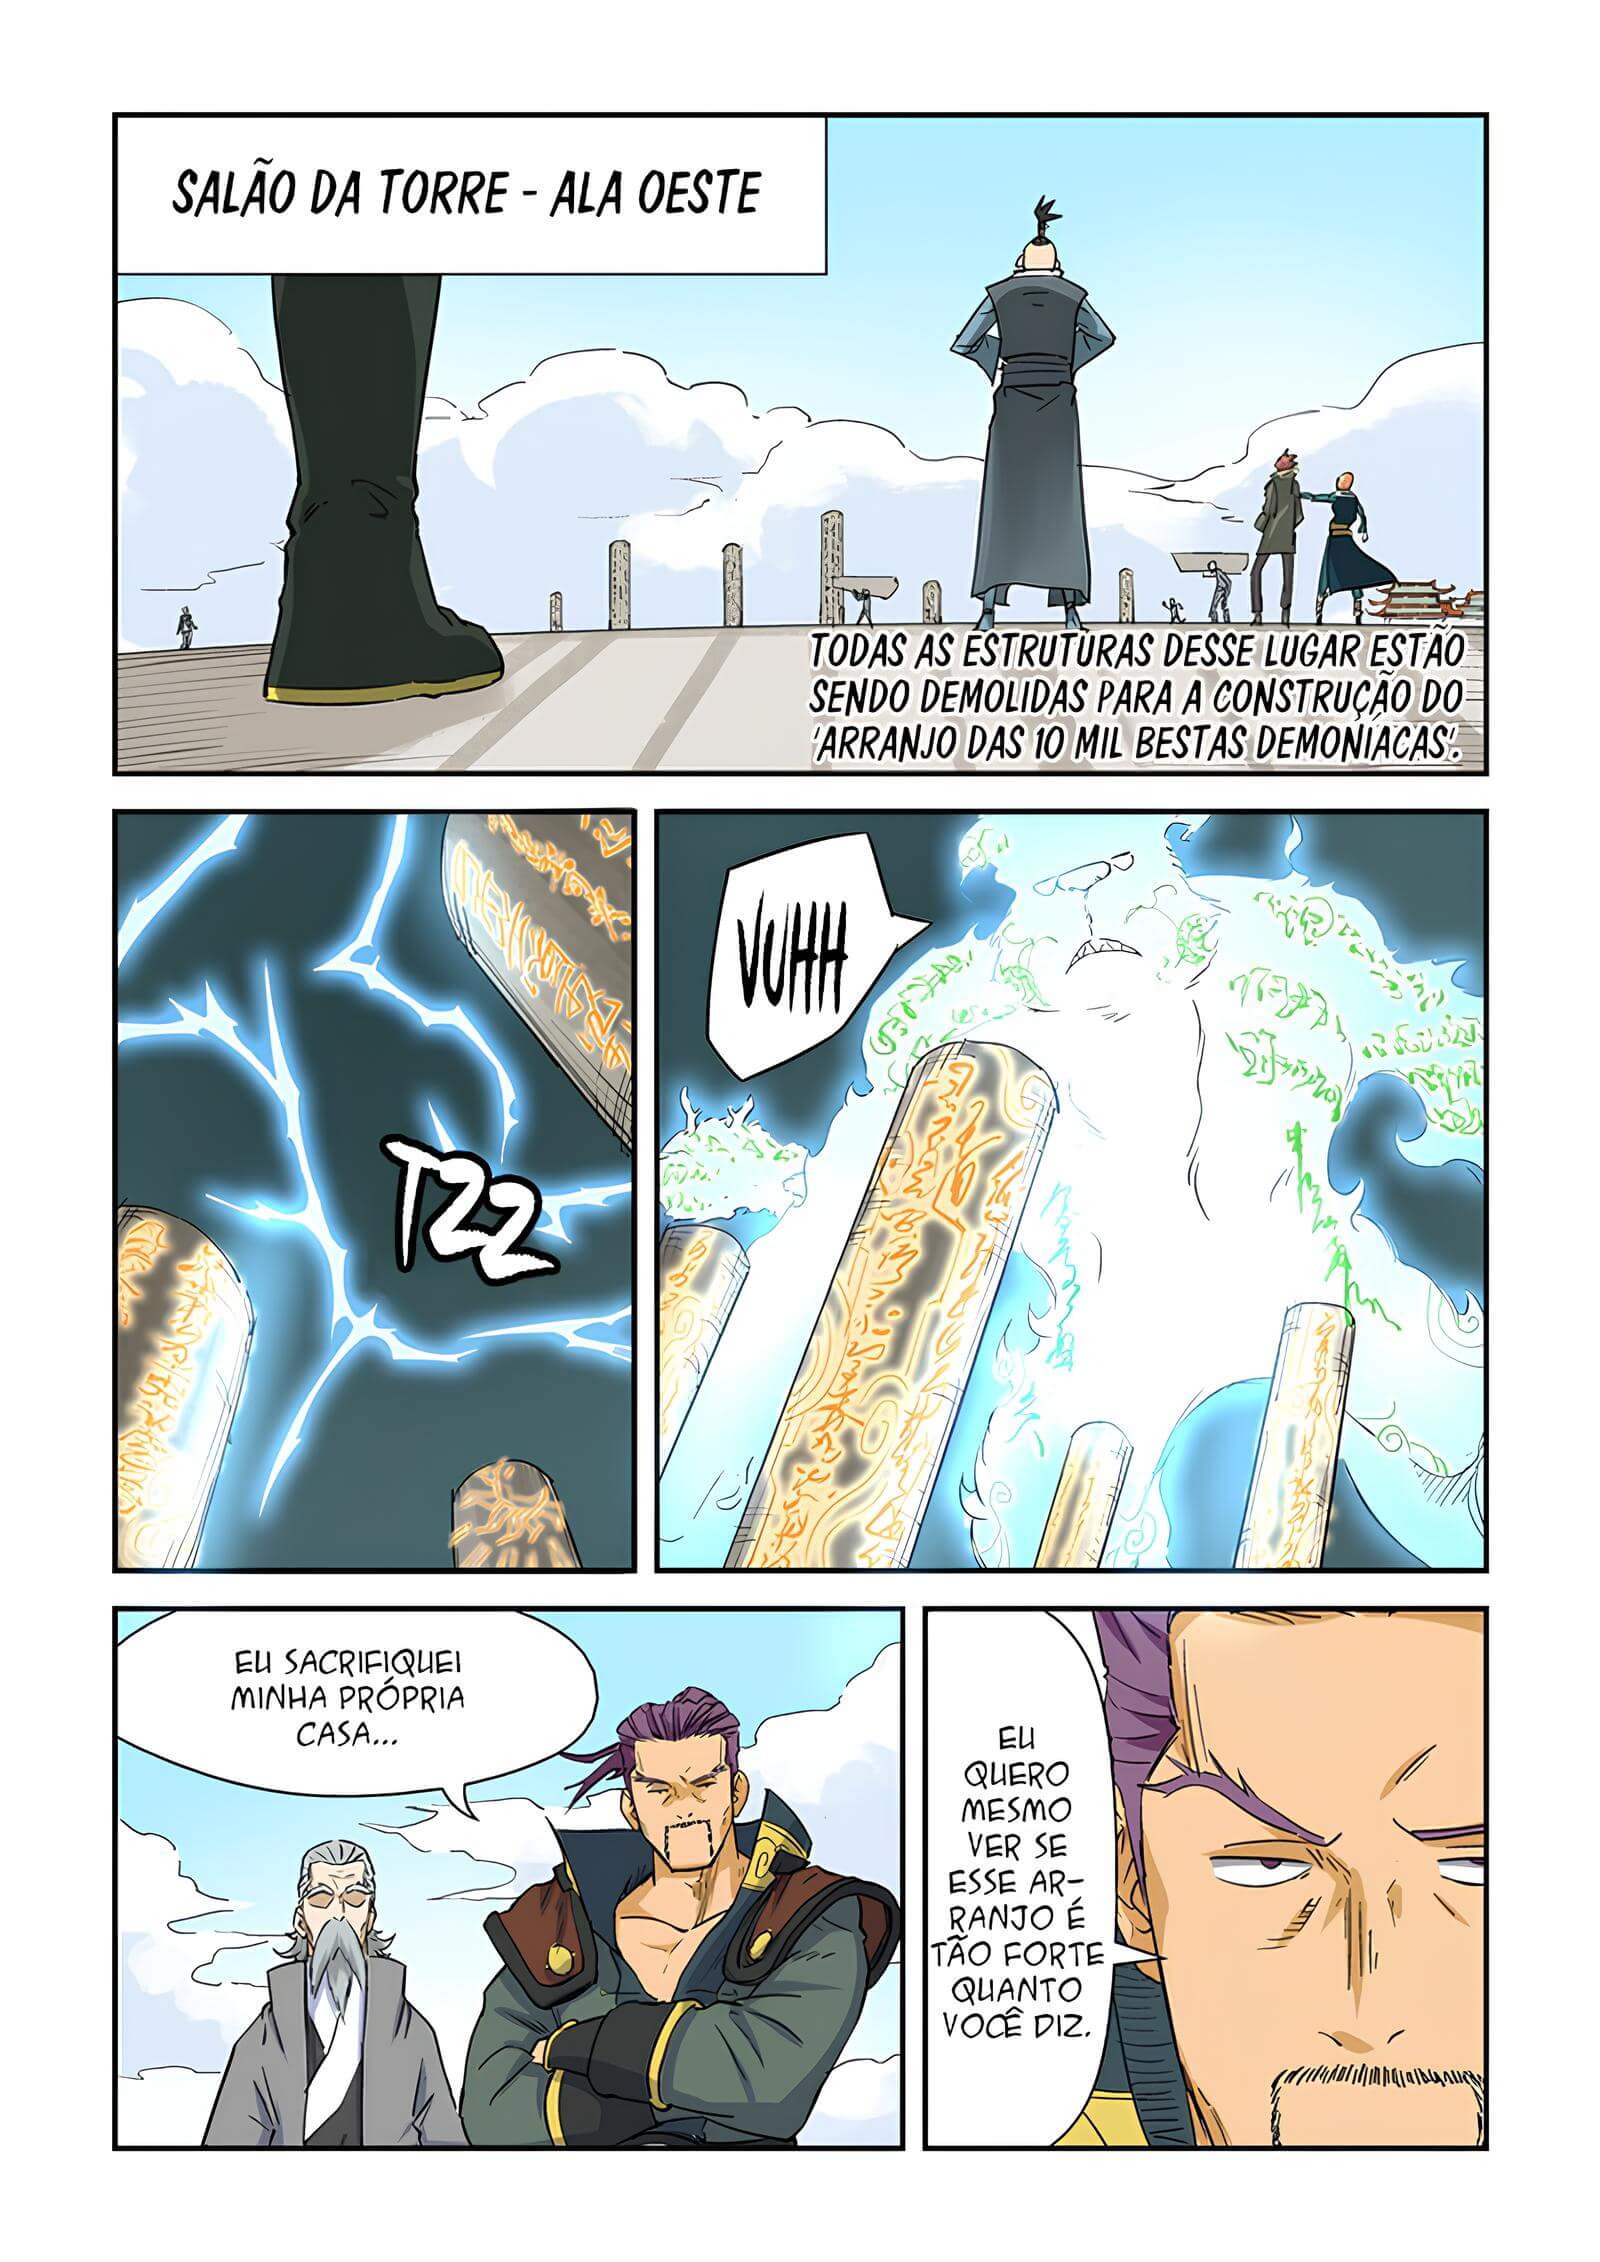 SALÃO DA TORRE - ALA OESTE
TODAS AS ESTRUTURAS DESSE LUGAR ESTÃO
SENDO DEMOLIDAS PARA A CONSTRUÇÃO DO
'ARRANJO DAS 10 MIL BESTAS DEMONÍACAS'.
TZZ
VUHH
EU SACRIFIQUEI
MINHA PRÓPRIA
CASA...
EU
QUERO
MESMO
VER SE
ESSE AR-
RANJO É
TÃO FORTE
QUANTO
VOCÊ DIZ.